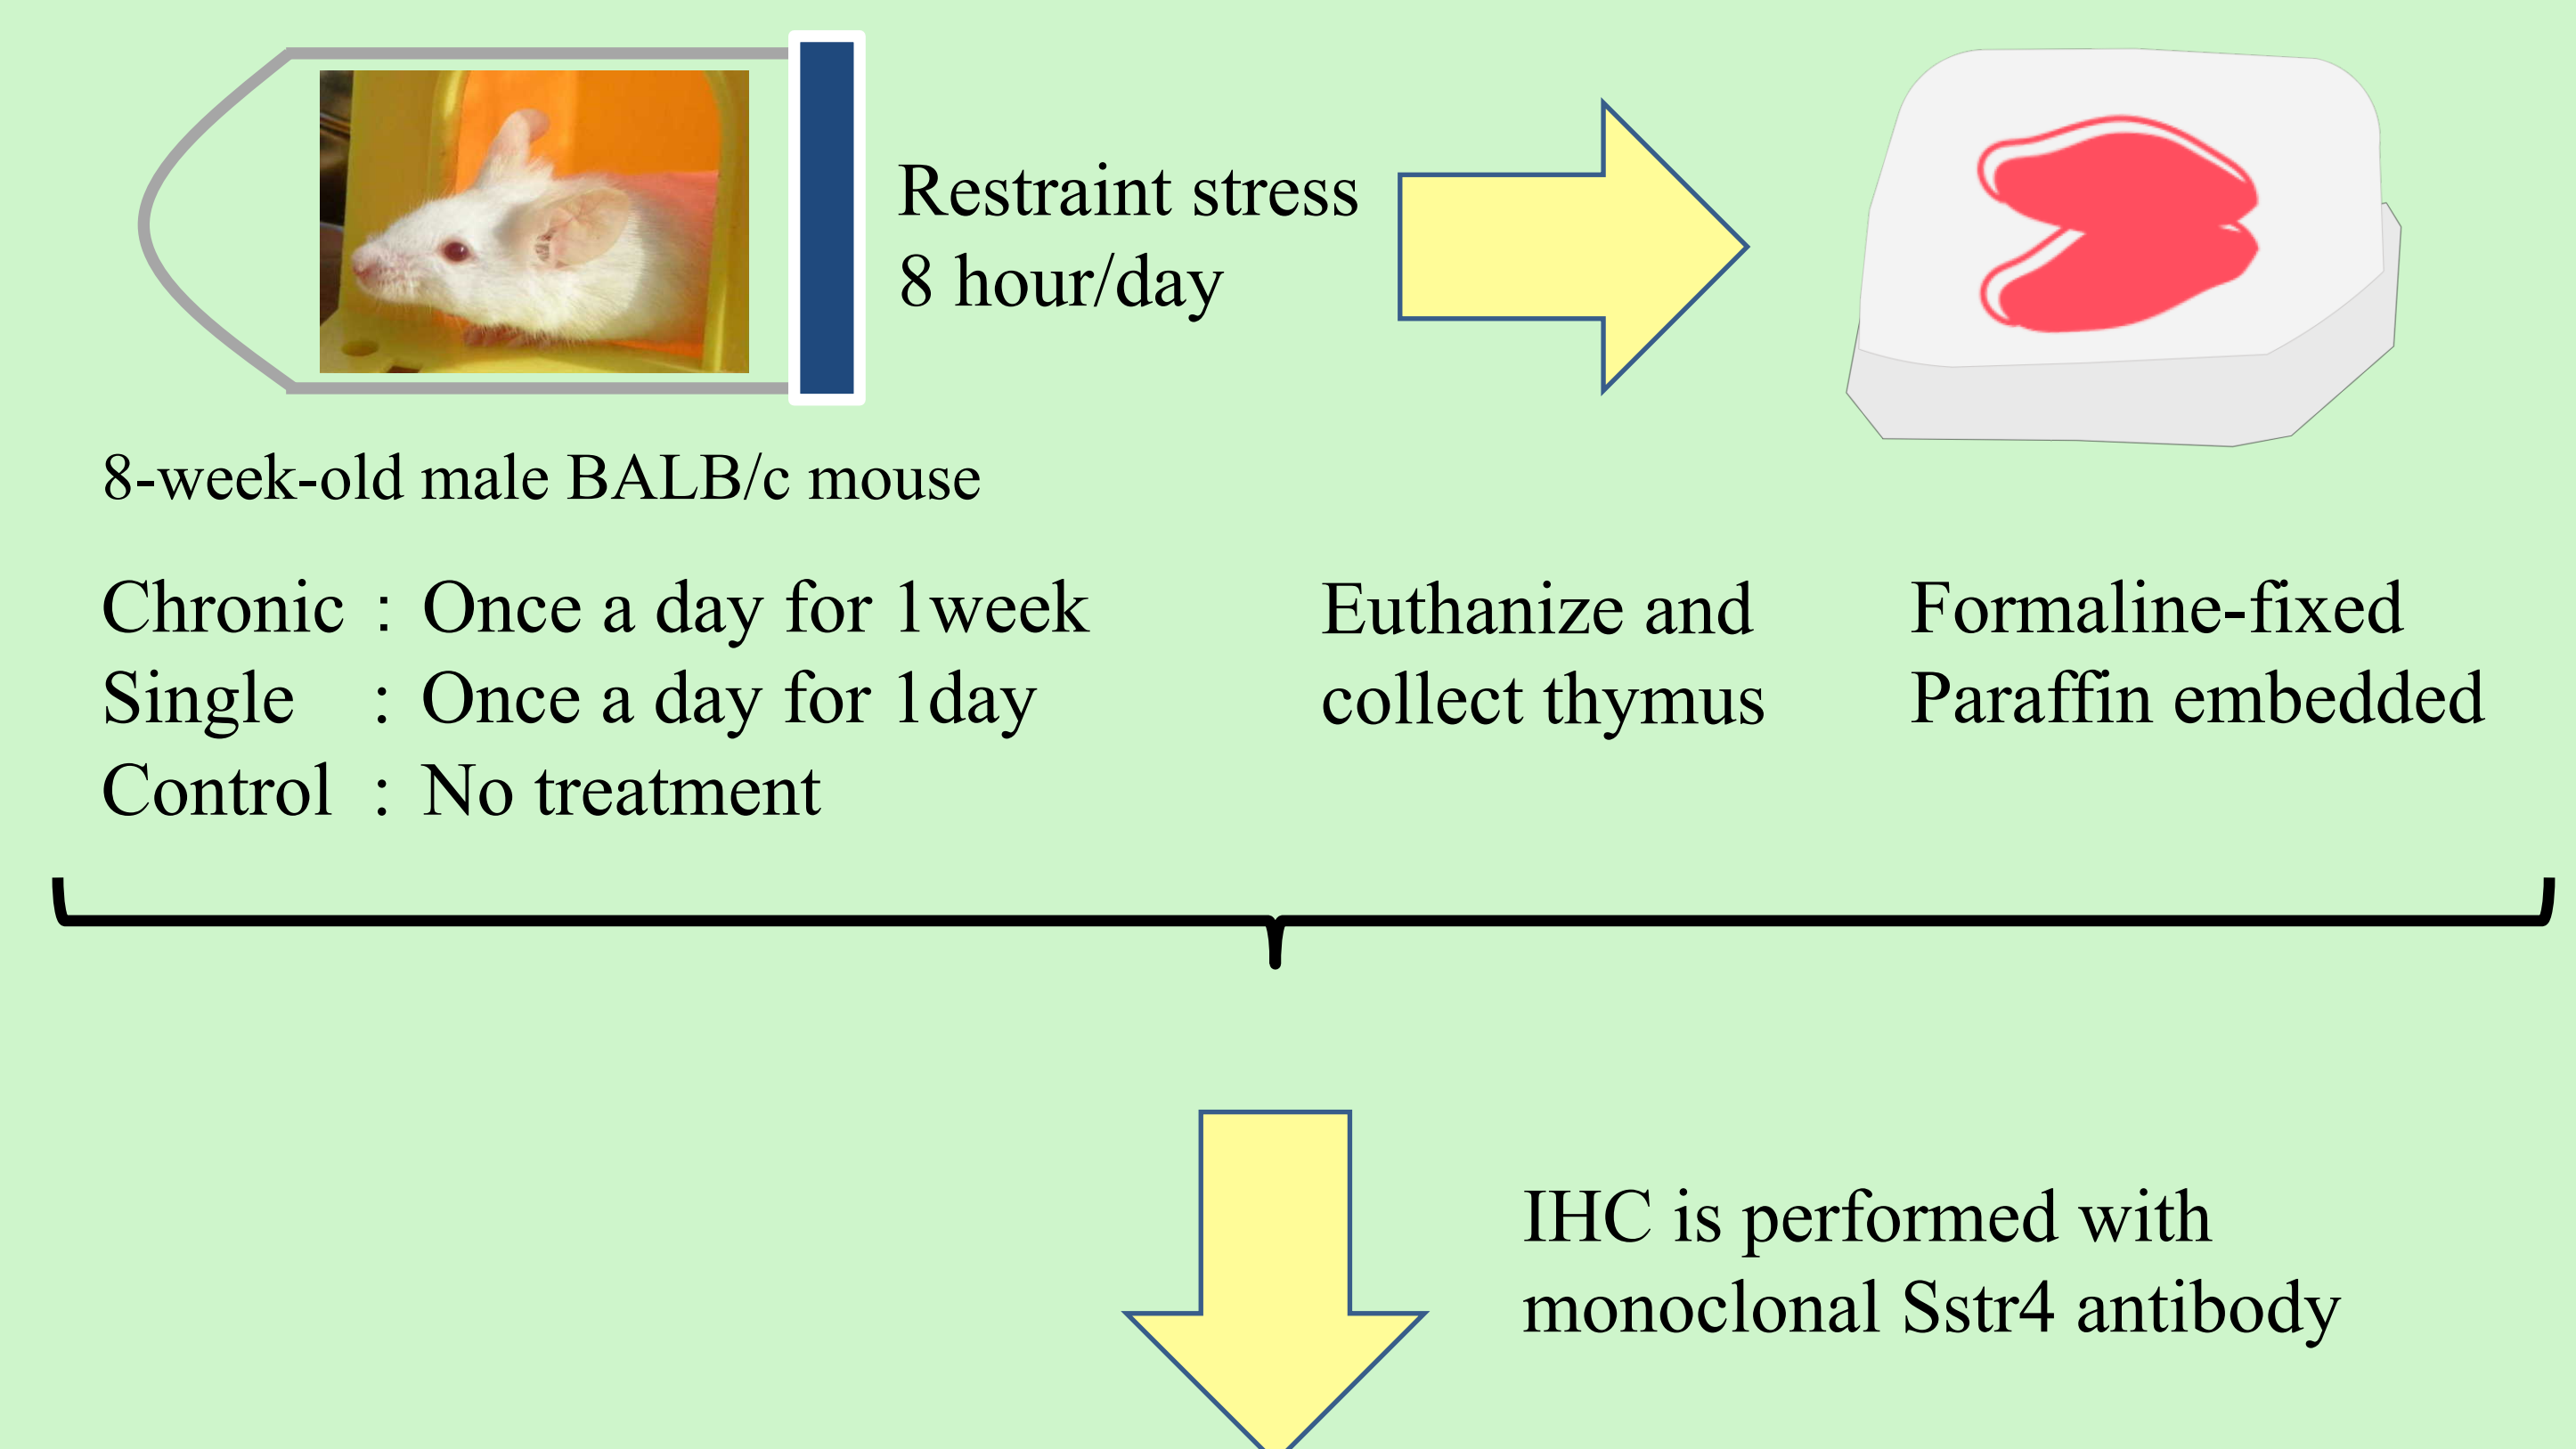 Restraint stress
8 hour/day
8-week-old male BALB/c mouse
Chronic : Once a day for 1week
Single : Once a day for 1day
Control : No treatment
Euthanize and
collect thymus
Formaline-fixed
Paraffin embedded
IHC is performed with
monoclonal Sstr4 antibody